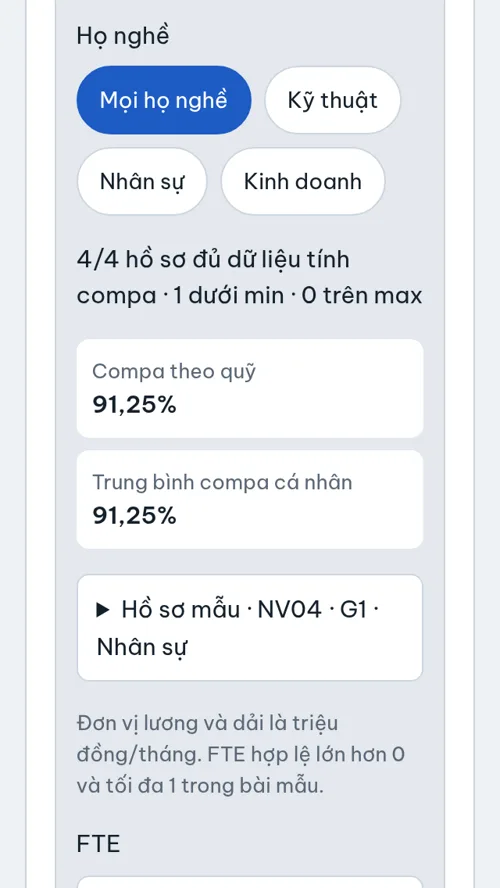 Họ nghề
Mọi họ nghề
Kỹ thuật
Nhân sự
Kinh doanh
4/4 hồ sơ đủ dữ liệu tính
compa · 1 dưới min · 0 trên max
Compa theo quỹ
91,25%
Trung bình compa cá nhân
91,25%
▶ Hồ sơ mẫu · NV04 · G1 ·
Nhân sự
Đơn vị lương và dải là triệu
đồng/tháng. FTE hợp lệ lớn hơn 0
và tối đa 1 trong bài mẫu.
FTE